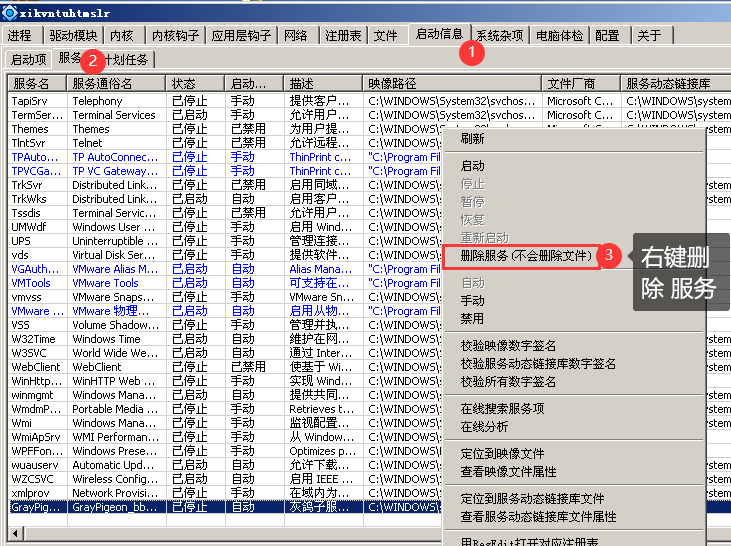 xikvntuhtmslr
进程 驱动模块 内核 内核钩子 应用层钩子 网络 注册表 文件 启动信息 系统杂项 电脑体检 配置 关于
1
启动项 服务 2 计划任务
服务名 服务通俗名 状态 启动... 描述 映像路径 文件厂商 服务动态链接库
TapiSrv Telephony 已停止 手动 提供客户... C:\WINDOWS\System32\svchos... Microsoft C... C:\WINDOWS\system
TermSer... Terminal Services 已启动 手动 允许用户... C:\WINDOWS\System32\svchos... Microsoft C... C:\WINDOWS\System
Themes Themes 已停止 已禁用 为用户提...
TlntSvr Telnet 已停止 已禁用 允许远程... C:\WINDOWS
TPAuto... TP AutoConnec... 已停止 手动 ThinPrint c... "C:\Program Fil
TPVCGa... TP VC Gateway... 已停止 手动 ThinPrint c... "C:\Program Fil
TrkSvr Distributed Link... 已停止 已禁用 启用同域... C:\WINDOWS\S ystem
TrkWks Distributed Link... 已启动 自动 启用客户... C:\WINDOWS\S ystem
Tssdis Terminal Servic... 已停止 已禁用 允许用户... C:\WINDOWS\S
UMWdf Windows User ... 已停止 手动 启用 Wind... C:\WINDOWS\S
UPS Uninterruptible ... 已停止 手动 管理连接... C:\WINDOWS\S
vds Virtual Disk Ser... 已停止 手动 提供软件... C:\WINDOWS\S
VGAuth... VMware Alias M... 已启动 自动 Alias Mana... "C:\Program Fil
VMTools VMware Tools 已启动 自动 可支持在... "C:\Program Fil
vmvss VMware Snaps... 已停止 手动 VMware Sn... C:\WINDOWS\S
VMware ... VMware 物理... 已启动 自动 启用从物... "C:\Program Fil
VSS Volume Shadow... 已停止 手动 管理并执... C:\WINDOWS\S
W32Time Windows Time 已启动 自动 维护在网... C:\WINDOWS\S
W3SVC World Wide We... 已启动 自动 通过 Inter... C:\WINDOWS\S
WebClient WebClient 已停止 已禁用 使基于 Wi... C:\WINDOWS\S
WinHttp... WinHTTP Web ... 已停止 手动 实现 Wind... C:\WINDOWS\S
winmgmt Windows Mana... 已启动 自动 提供共同... C:\WINDOWS\S
WmdmP... Portable Media ... 已停止 手动 Retrieves t... C:\WINDOWS\S
Wmi Windows Mana... 已停止 手动 监视配置... C:\WINDOWS\S
WmiApSrv WMI Performan... 已停止 手动 从 Window... C:\WINDOWS\S
WPFFon... Windows Prese... 已停止 手动 Optimizes p...
wuauserv Automatic Upd... 已启动 自动 允许下载... C:\WINDOWS\S
WZCSVC Wireless Config... 已启动 自动 启用 IEEE ... C:\WINDOWS\S
xmlprov Network Provisi... 已停止 手动 在域内为... C:\WINDOWS\S
GrayPig... GrayPigeon_bb... 已停止 自动 灰鸽子服...
刷新
启动
停止
暂停
恢复
重新启动
删除服务(不会删除文件)
3
右键删
除 服务
自动
手动
禁用
校验映像数字签名
校验服务动态链接库数字签名
校验所有数字签名
在线搜索服务项
在线分析
定位到映像文件
查看映像文件属性
定位到服务动态链接库文件
查看服务动态链接库文件属性
用RegEdit打开对应注册表